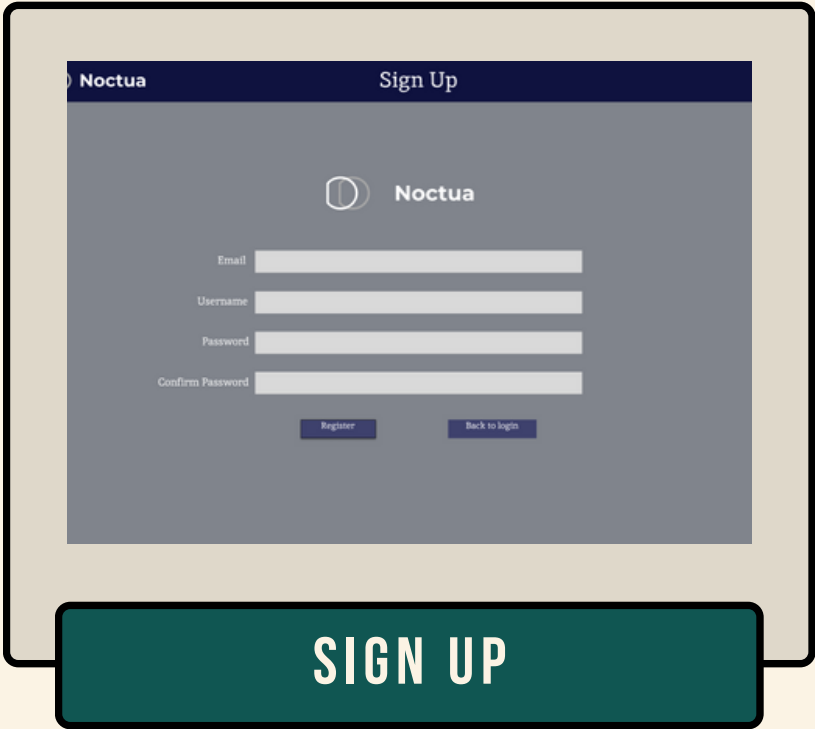 Noctua Sign Up
Noctua
Email
Username
Password
Confirm Password
Register Back to login
SIGN UP